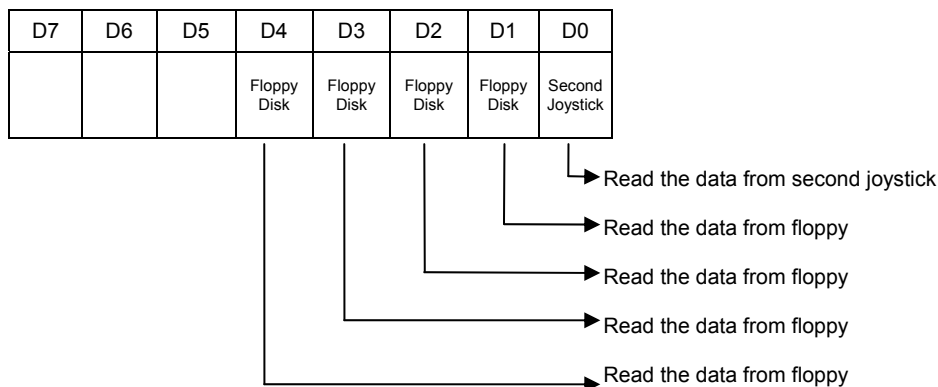 D7 D6 D5 D4 D3 D2 D1 D0
Floppy Disk Floppy Disk Floppy Disk Floppy Disk Second Joystick
Read the data from second joystick
Read the data from floppy
Read the data from floppy
Read the data from floppy
Read the data from floppy